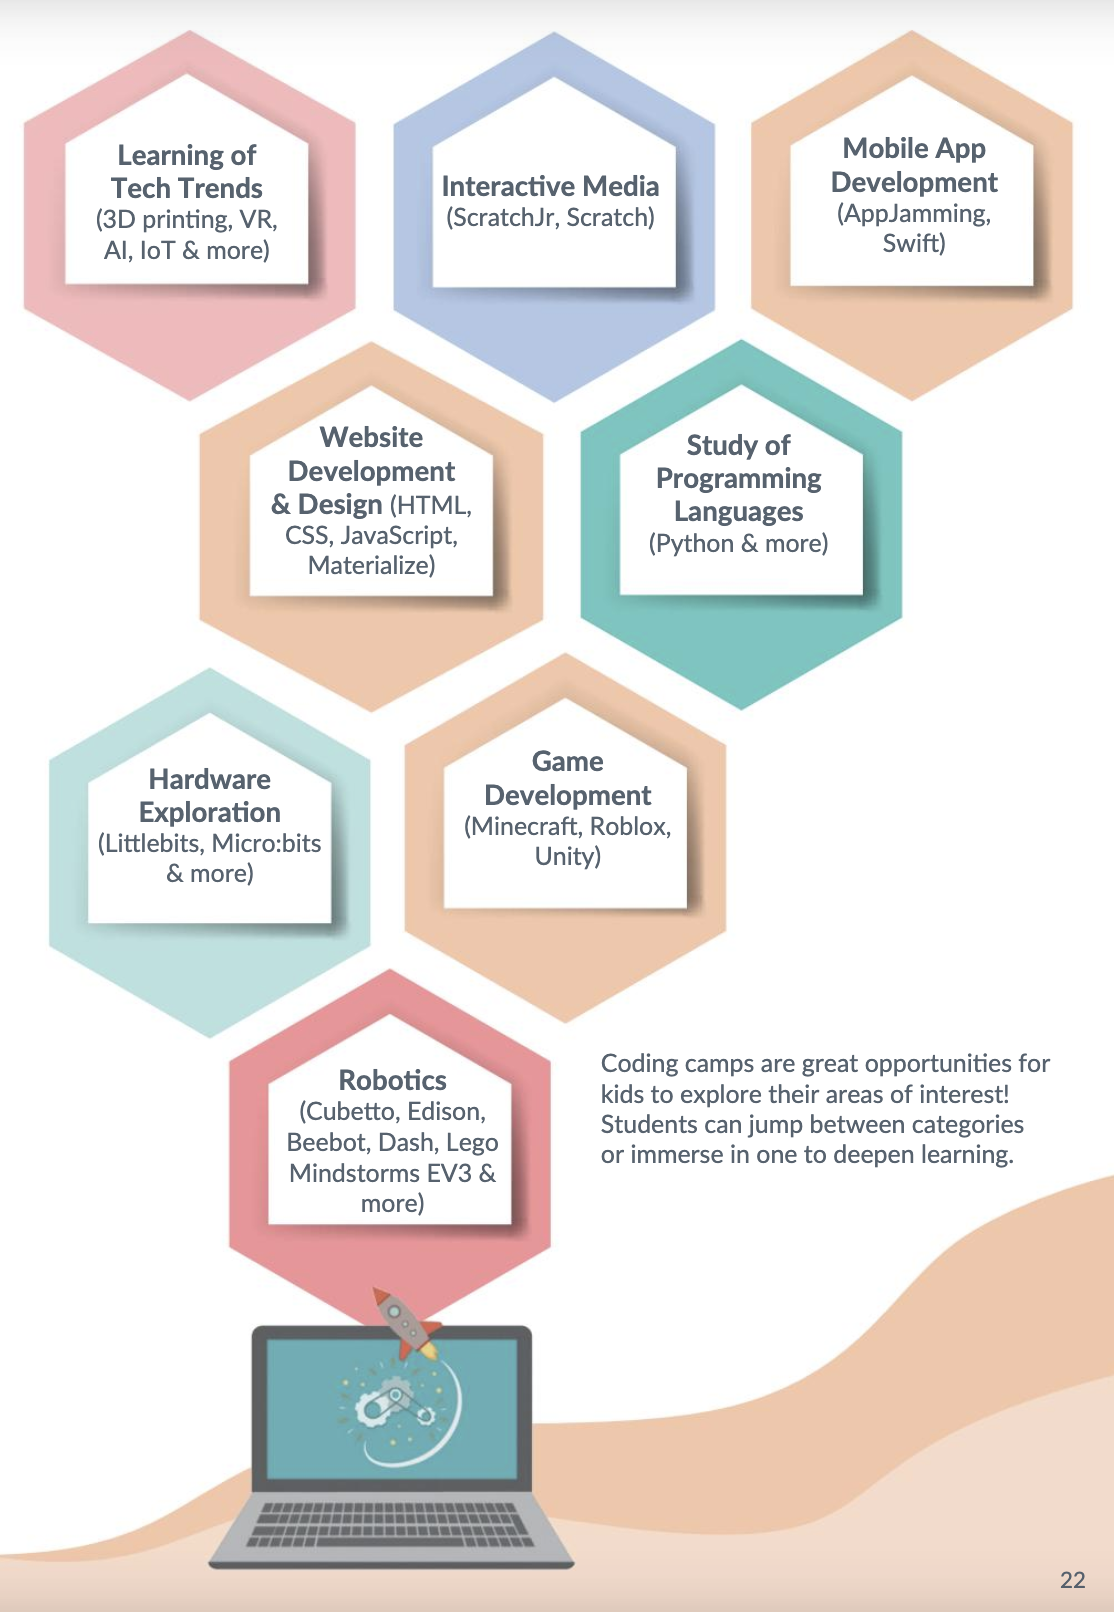 Learning of
Tech Trends
(3D printing, VR,
AI, IoT & more)
Interactive Media
(ScratchJr, Scratch)
Mobile App
Development
(AppJamming,
Swift)
Website
Development
& Design (HTML,
CSS, JavaScript,
Materialize)
Study of
Programming
Languages
(Python & more)
Hardware
Exploration
(Littlebits, Micro:bits
& more)
Game
Development
(Minecraft, Roblox,
Unity)
Robotics
(Cubetto, Edison,
Beebot, Dash, Lego
Mindstorms EV3 &
more)
Coding camps are great opportunities for
kids to explore their areas of interest!
Students can jump between categories
or immerse in one to deepen learning.
22